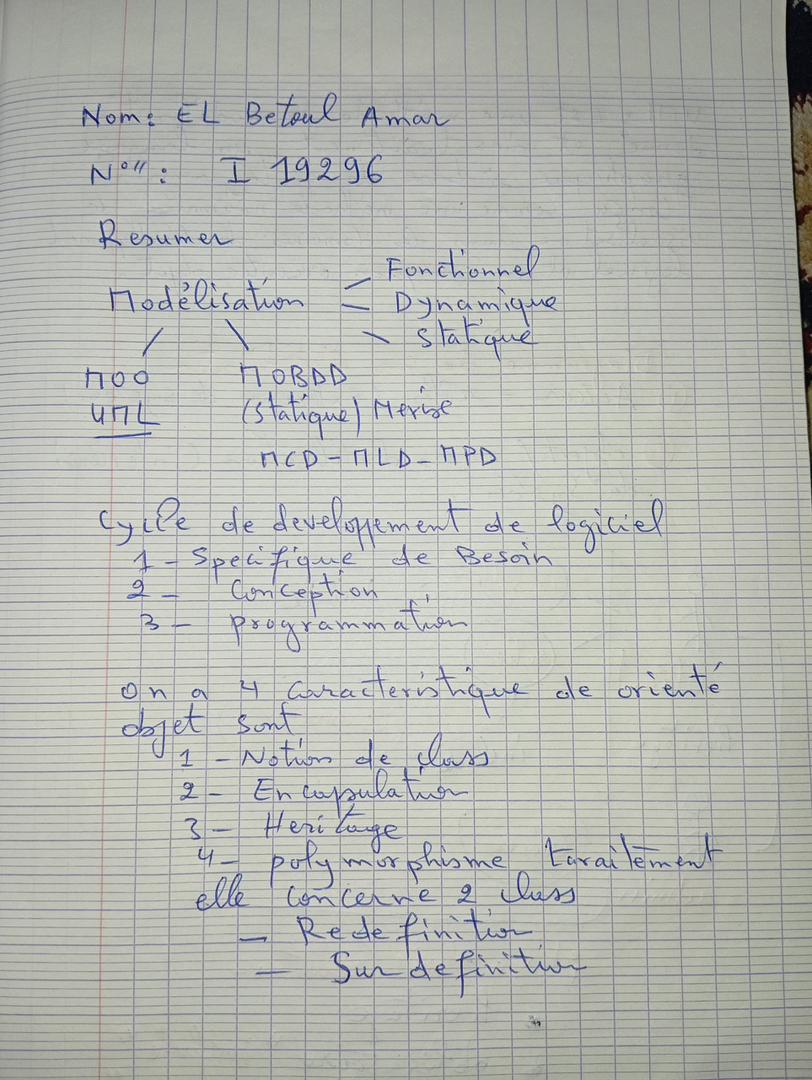 Nom: EL Betoul Amar
N°": I 19296
Resumer
Modélisation
Fonctionnel
Dynamique
Statique
MOO
UML
MOBDD
(Statique) Merise
MCD - MLD - MPD
Cycle de developpement de logiciel
1 - Specifique de Besoin
2 - Conception
3 - programmation
on a 4 caracteristique de orienté
objet sont
1 - Notion de class
2 - Encapsulation
3 - Heritage
4 - polymorphisme
elle concerne 2 class
- Redefinition
- Surdefinition